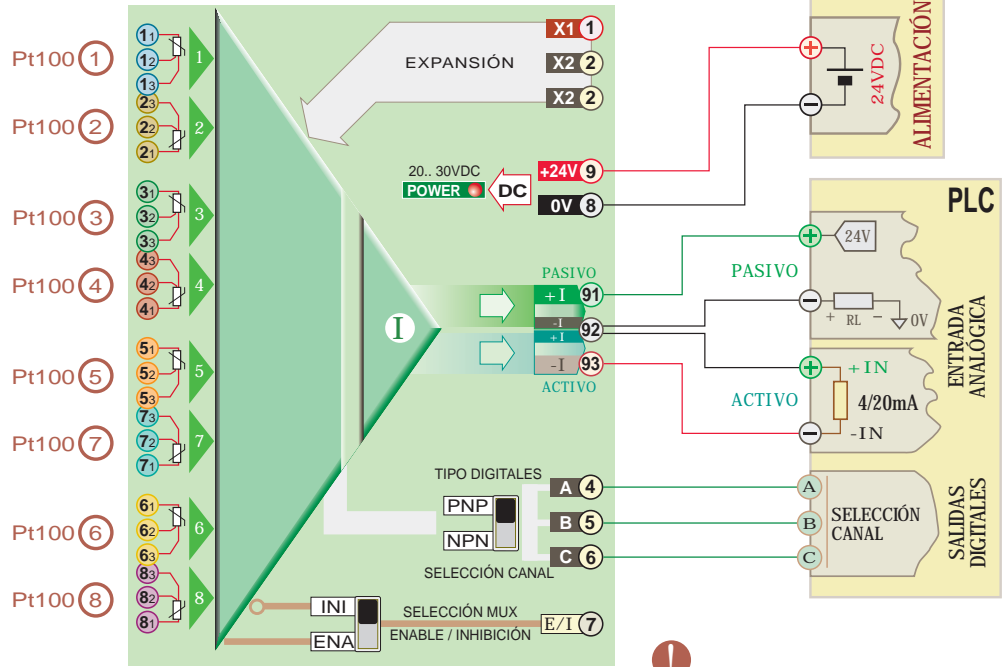 Pt100 1
1₁
1₂
1₃
1
Pt100 2
2₃
2₂
2₁
2
Pt100 3
3₁
3₂
3₃
3
Pt100 4
4₃
4₂
4₁
4
Pt100 5
5₁
5₂
5₃
5
Pt100 7
7₃
7₂
7₁
7
Pt100 6
6₁
6₂
6₃
6
Pt100 8
8₃
8₂
8₁
8
EXPANSIÓN
X1 1
X2 2
X2 2
20.. 30VDC
POWER
DC
+24V 9
0V 8
I
PASIVO
+I 91
-I 92
+I
-I 93
ACTIVO
TIPO DIGITALES
PNP
NPN
SELECCIÓN CANAL
A 4
B 5
C 6
INI
ENA
SELECCIÓN MUX
ENABLE / INHIBICIÓN
E/I 7
+
−
24VDC
ALIMENTACIÓN
PLC
PASIVO
+
24V
−
+ RL −
0V
ACTIVO
+
+IN
4/20mA
−
-IN
ENTRADA
ANALÓGICA
A
B
C
SELECCIÓN
CANAL
SALIDAS
DIGITALES
!